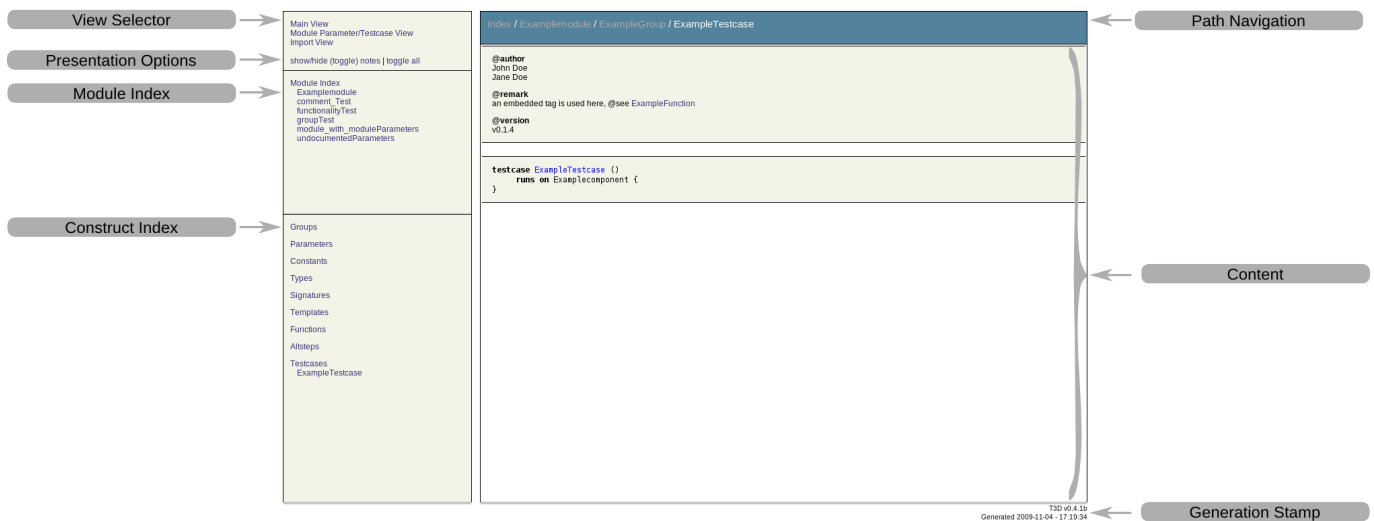 View Selector
Presentation Options
Module Index
Construct Index
Main View
Module Parameter/Testcase View
Import View
show/hide (toggle) notes | toggle all
Module Index
Examplemodule
comment_Test
functionalityTest
groupTest
module_with_moduleParameters
undocumentedParameters
Groups
Parameters
Constants
Types
Signatures
Templates
Functions
Altsteps
Testcases
ExampleTestcase
Index / Examplemodule / ExampleGroup / ExampleTestcase
@author
John Doe
Jane Doe
@remark
an embedded tag is used here, @see ExampleFunction
@version
v0.1.4
testcase ExampleTestcase ()
runs on Examplecomponent {
}
T3D v0.4.1b
Generated 2009-11-04 - 17:19:34
Path Navigation
Content
Generation Stamp